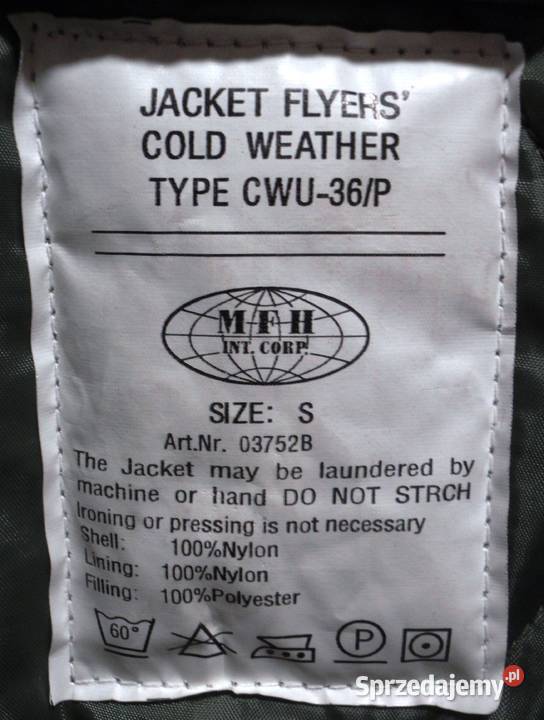 JACKET FLYERS'
COLD WEATHER
TYPE CWU-36/P
M-F-H
INT. CORP.
SIZE: S
Art.Nr. 03752B
The Jacket may be laundered by
machine or hand DO NOT STRCH
Ironing or pressing is not necessary
Shell: 100%Nylon
Lining: 100%Nylon
Filling: 100%Polyester
60° P
Sprzedajemy.pl